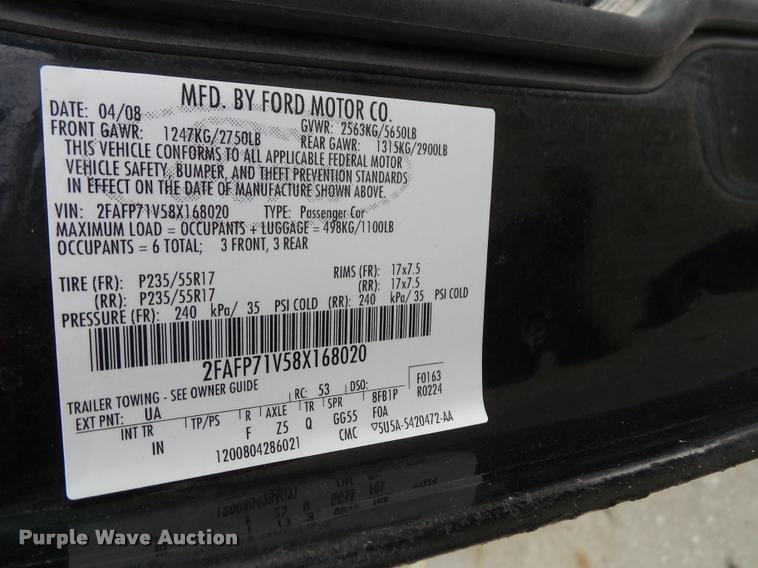 MFD. BY FORD MOTOR CO.
DATE: 04/08 GVWR: 2563KG/5650LB
FRONT GAWR: 1247KG/2750LB REAR GAWR: 1315KG/2900LB
THIS VEHICLE CONFORMS TO ALL APPLICABLE FEDERAL MOTOR
VEHICLE SAFETY, BUMPER, AND THEFT PREVENTION STANDARDS
IN EFFECT ON THE DATE OF MANUFACTURE SHOWN ABOVE.
VIN: 2FAFP71V58X168020 TYPE: Passenger Car
MAXIMUM LOAD = OCCUPANTS + LUGGAGE = 498KG/1100LB
OCCUPANTS = 6 TOTAL; 3 FRONT, 3 REAR
TIRE (FR): P235/55R17 RIMS (FR): 17x7.5
(RR): P235/55R17 (RR): 17x7.5
PRESSURE (FR): 240 kPa/ 35 PSI COLD (RR): 240 kPa/ 35 PSI COLD
2FAFP71V58X168020
TRAILER TOWING - SEE OWNER GUIDE
EXT PNT: UA RC: 53 DSO: 8FB1P F0163
R0224
INT TR TP/PS R AXLE TR SPR
IN F Z5 Q GG55 FOA
1200804286021 CMC ▽5U5A-5420472-AA
Purple Wave Auction